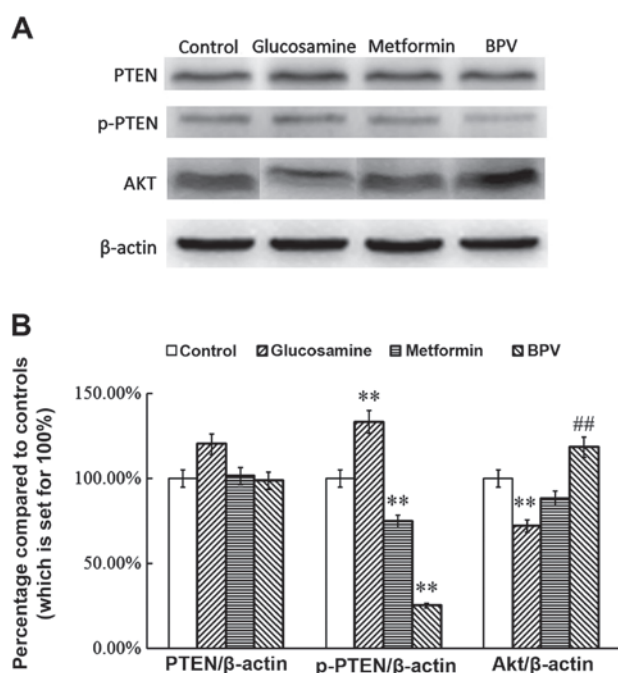 A
Control Glucosamine Metformin BPV
PTEN
p-PTEN
AKT
β-actin
B
Control Glucosamine Metformin BPV
Percentage compared to controls
(which is set for 100%)
150.00%
100.00%
50.00%
0.00%
**
**
**
**
##
PTEN/β-actin p-PTEN/β-actin Akt/β-actin